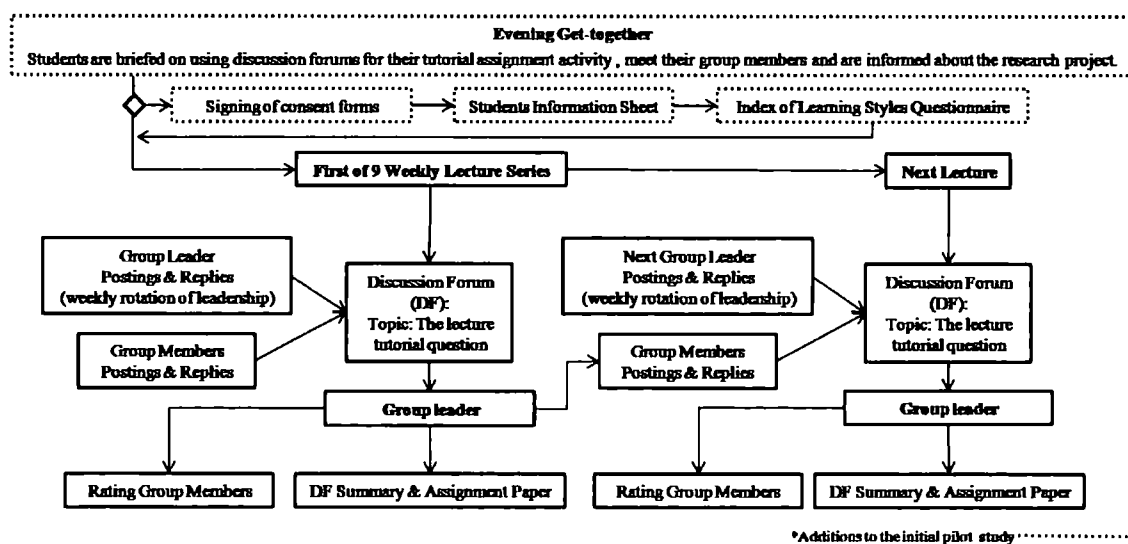 Evening Get-together
Students are briefed on using discussion forums for their tutorial assignment activity , meet their group members and are informed about the research project.
Signing of consent forms
Students Information Sheet
Index of Learning Styles Questionnaire
First of 9 Weekly Lecture Series
Next Lecture
Group Leader
Postings & Replies
(weekly rotation of leadership)
Discussion Forum
(DF):
Topic: The lecture
tutorial question
Group Members
Postings & Replies
Next Group Leader
Postings & Replies
(weekly rotation of leadership)
Discussion Forum
(DF):
Topic: The lecture
tutorial question
Group Members
Postings & Replies
Group leader
Group leader
Rating Group Members
DF Summary & Assignment Paper
Rating Group Members
DF Summary & Assignment Paper
*Additions to the initial pilot study